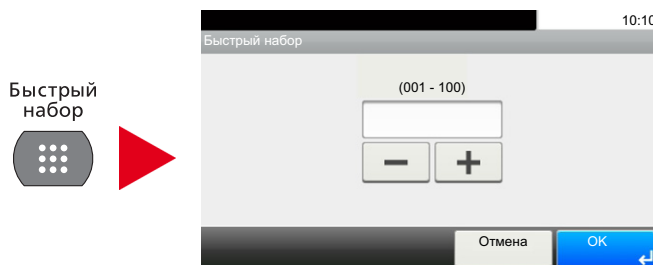 Быстрый
набор
10:10
Быстрый набор
(001 - 100)
Отмена
OK